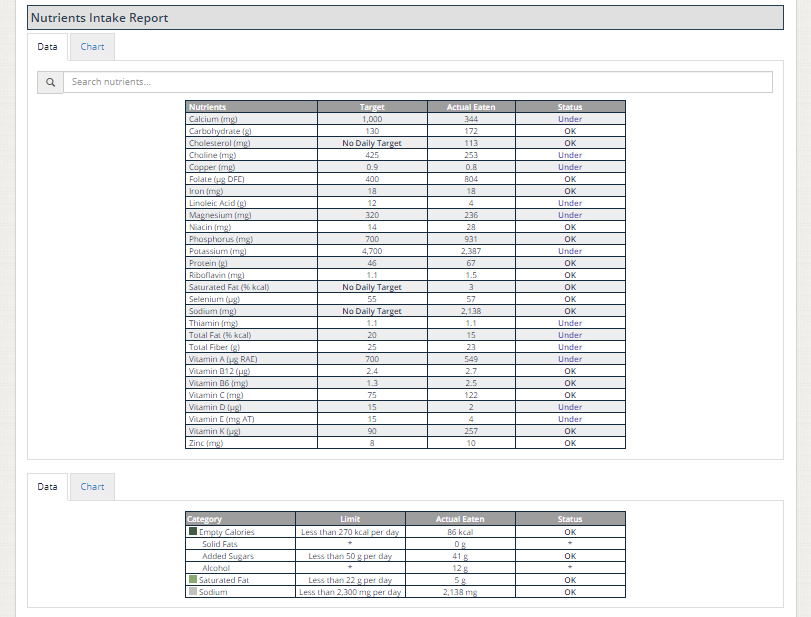 Nutrients Intake Report
Data Chart
Search nutrients...
Nutrients Target Actual Eaten Status
Calcium (mg) 1,000 344 Under
Carbohydrate (g) 130 172 OK
Cholesterol (mg) No Daily Target 113 OK
Choline (mg) 425 253 Under
Copper (mg) 0.9 0.8 Under
Folate (µg DFE) 400 804 OK
Iron (mg) 18 18 OK
Linoleic Acid (g) 12 4 Under
Magnesium (mg) 320 236 Under
Niacin (mg) 14 28 OK
Phosphorus (mg) 700 931 OK
Potassium (mg) 4,700 2,387 Under
Protein (g) 46 67 OK
Riboflavin (mg) 1.1 1.5 OK
Saturated Fat (% kcal) No Daily Target 3 OK
Selenium (µg) 55 57 OK
Sodium (mg) No Daily Target 2,138 OK
Thiamin (mg) 1.1 1.1 Under
Total Fat (% kcal) 20 15 Under
Total Fiber (g) 25 23 Under
Vitamin A (µg RAE) 700 549 Under
Vitamin B12 (µg) 2.4 2.7 OK
Vitamin B6 (mg) 1.3 2.5 OK
Vitamin C (mg) 75 122 OK
Vitamin D (µg) 15 2 Under
Vitamin E (mg AT) 15 4 Under
Vitamin K (µg) 90 257 OK
Zinc (mg) 8 10 OK
Data Chart
Category Limit Actual Eaten Status
Empty Calories Less than 270 kcal per day 86 kcal OK
Solid Fats * 0 g *
Added Sugars Less than 50 g per day 41 g OK
Alcohol * 12 g *
Saturated Fat Less than 22 g per day 5 g OK
Sodium Less than 2,300 mg per day 2,138 mg OK